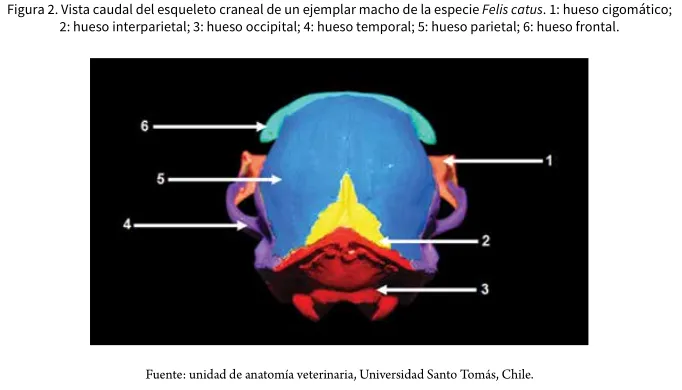 Figura 2. Vista caudal del esqueleto craneal de un ejemplar macho de la especie Felis catus. 1: hueso cigomático;
2: hueso interparietal; 3: hueso occipital; 4: hueso temporal; 5: hueso parietal; 6: hueso frontal.
6
1
5
4
2
3
Fuente: unidad de anatomía veterinaria, Universidad Santo Tomás, Chile.